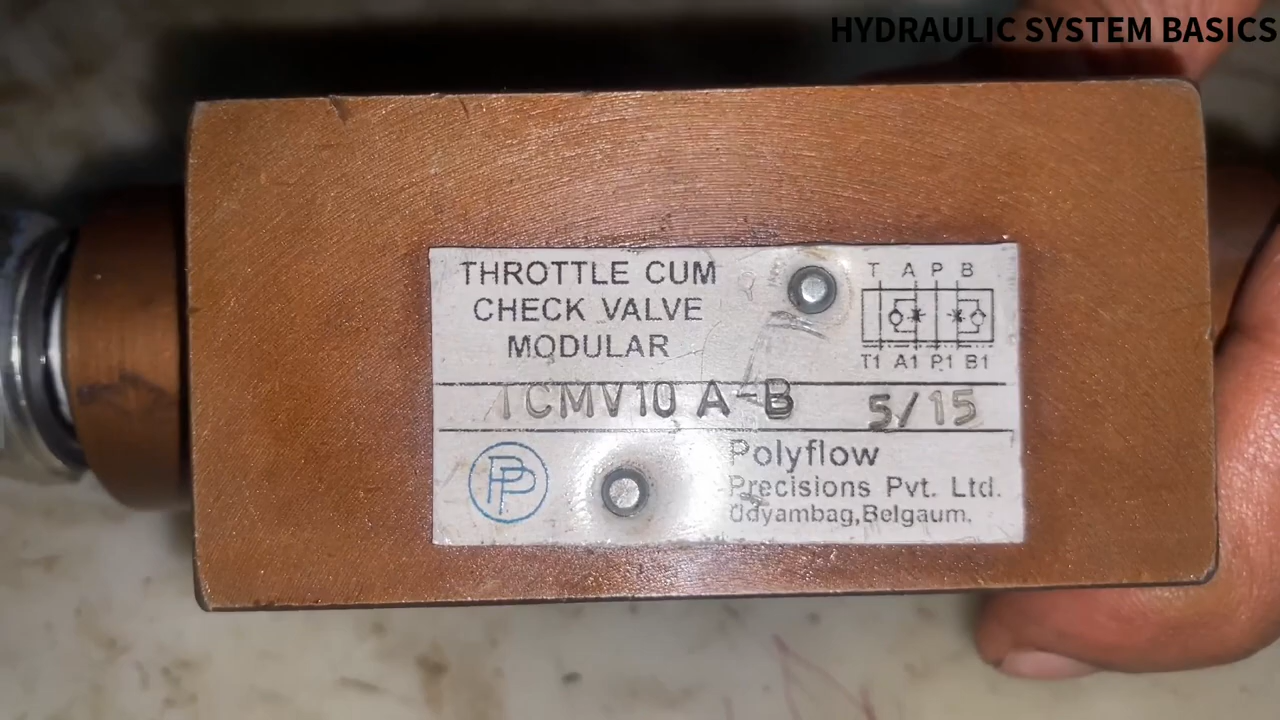 HYDRAULIC SYSTEM BASICS
THROTTLE CUM
CHECK VALVE
MODULAR
T A P B
T1 A1 P1 B1
TCMV10 A-B 5/15
PP
Polyflow
Precisions Pvt. Ltd.
Udyambag,Belgaum.